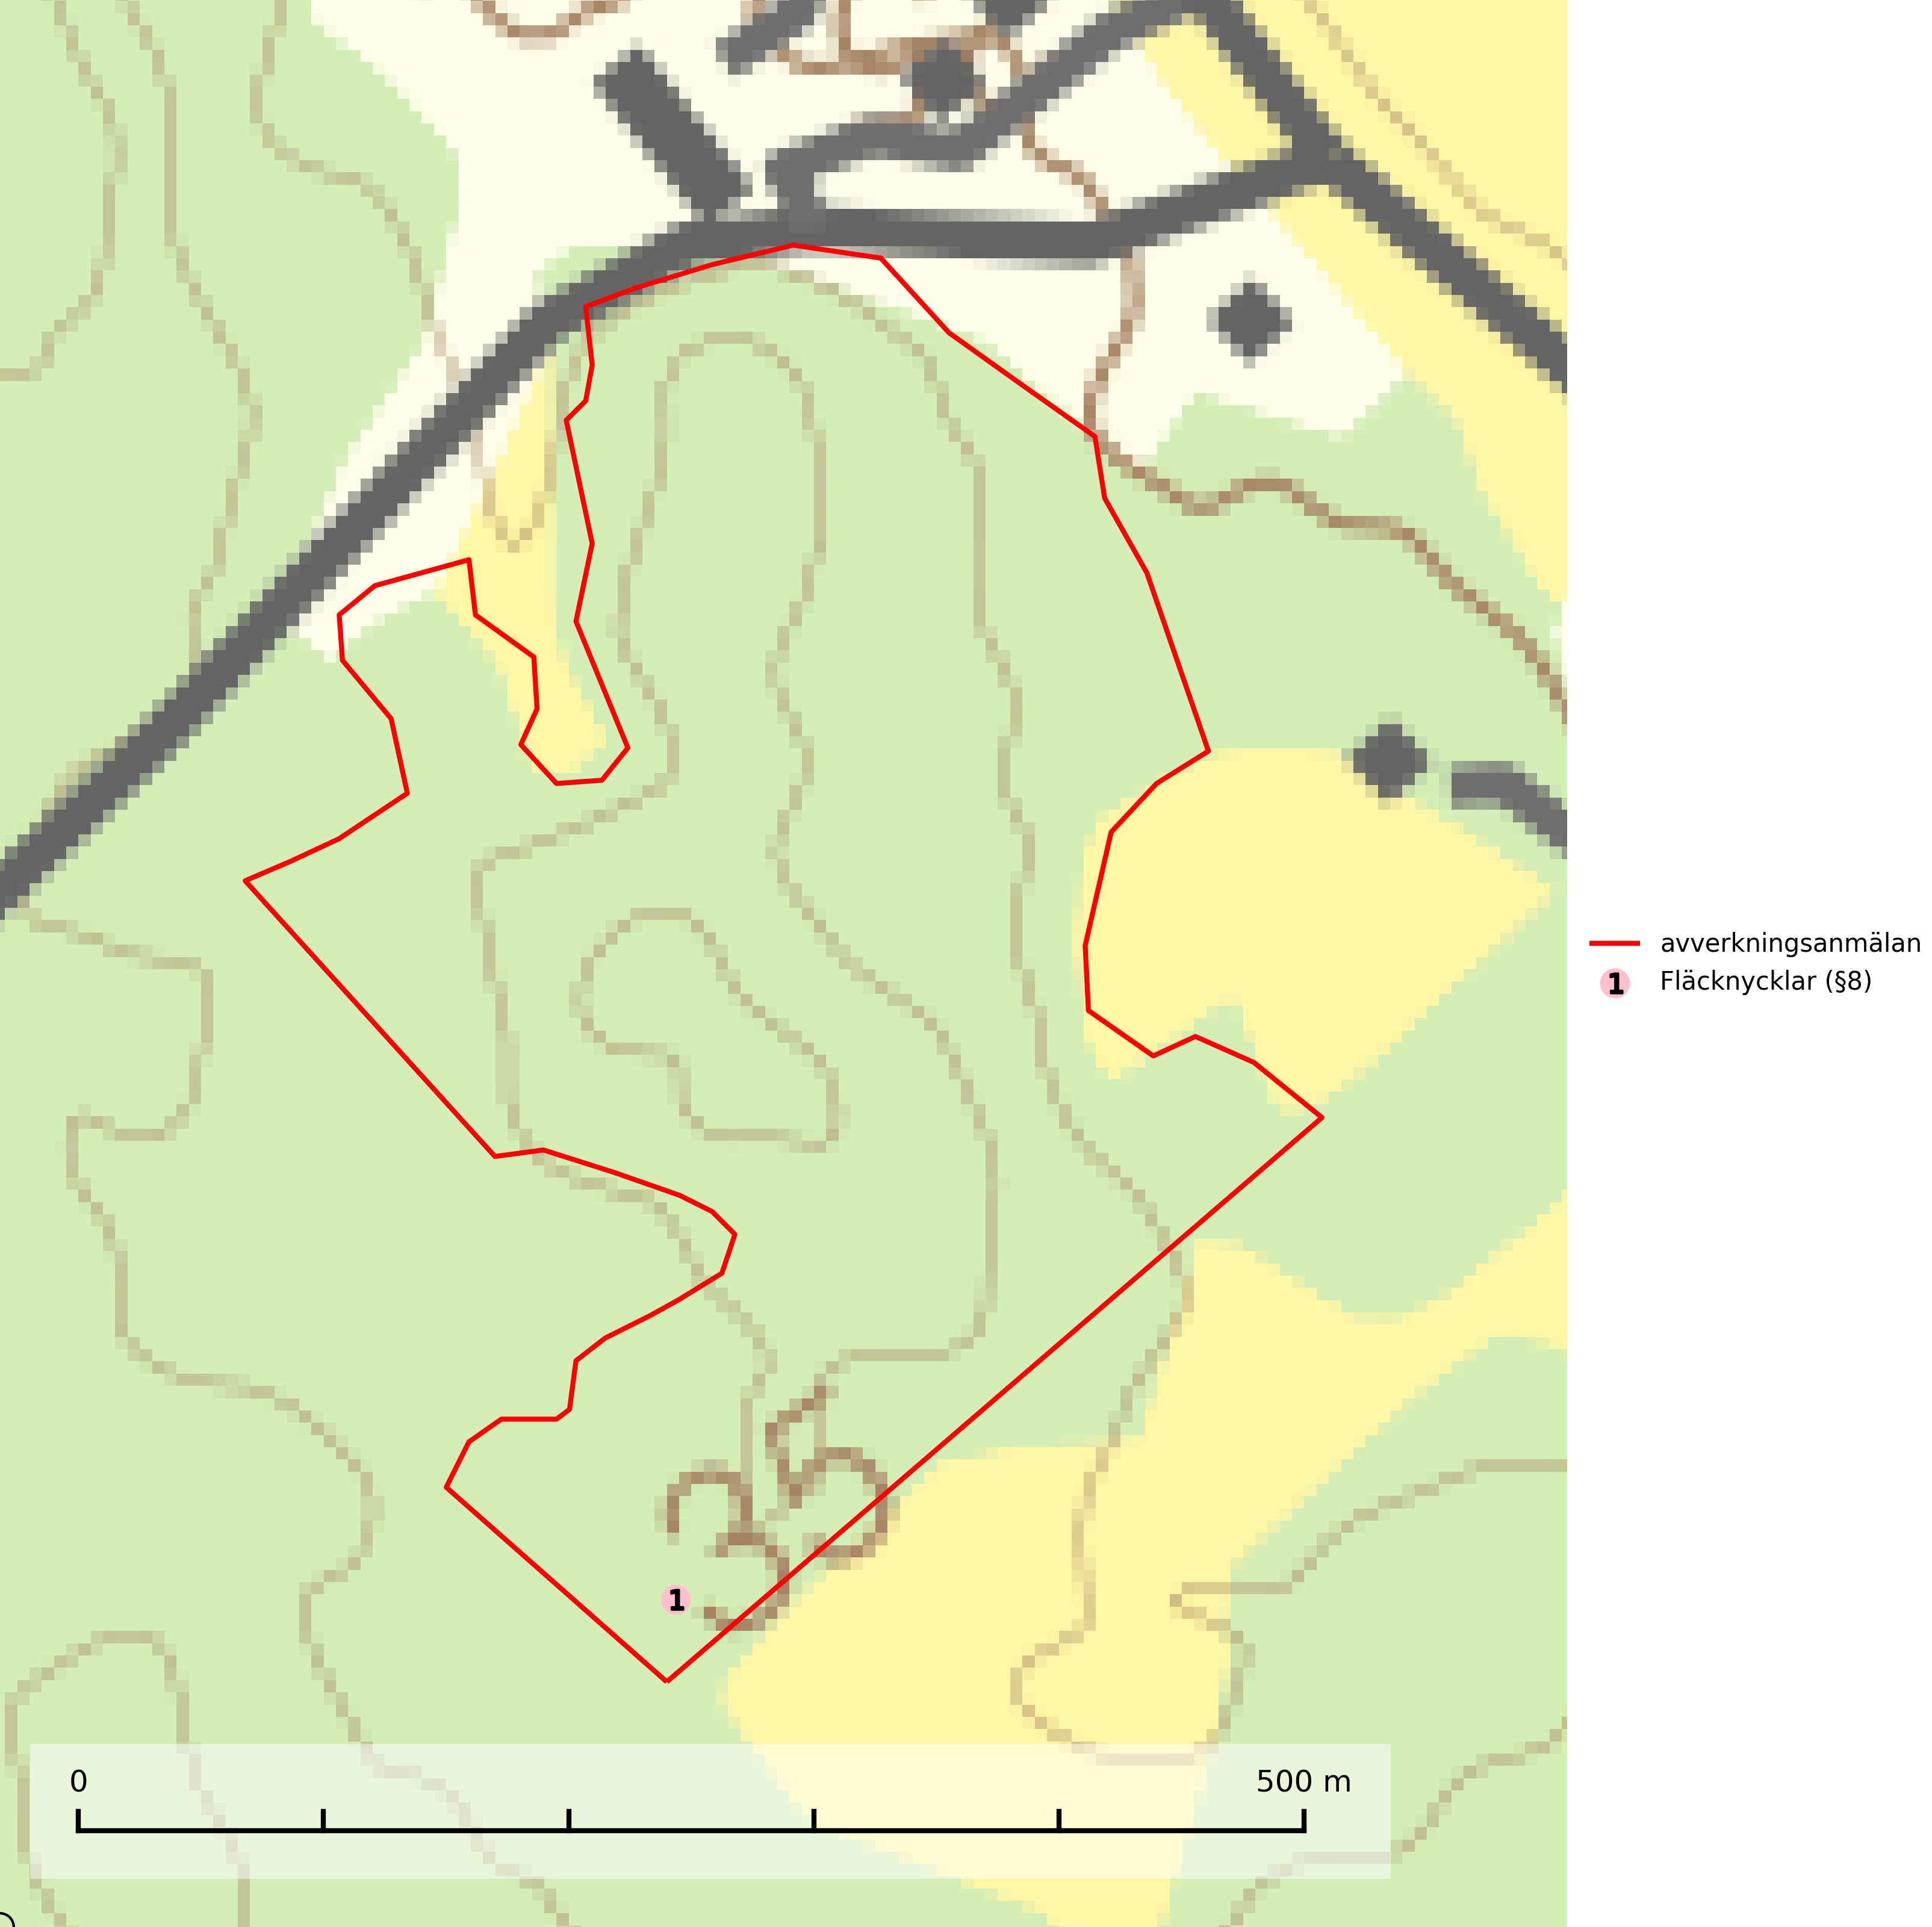 avverkningsanmälan
1 Fläcknycklar (§8)
1
0 500 m